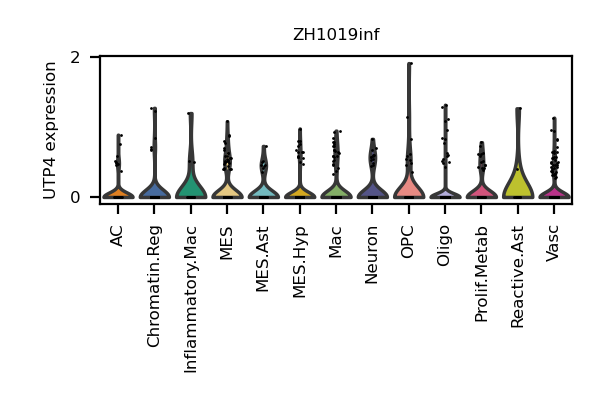 ZH1019inf
UTP4 expression
2
0
AC
Chromatin.Reg
Inflammatory.Mac
MES
MES.Ast
MES.Hyp
Mac
Neuron
OPC
Oligo
Prolif.Metab
Reactive.Ast
Vasc